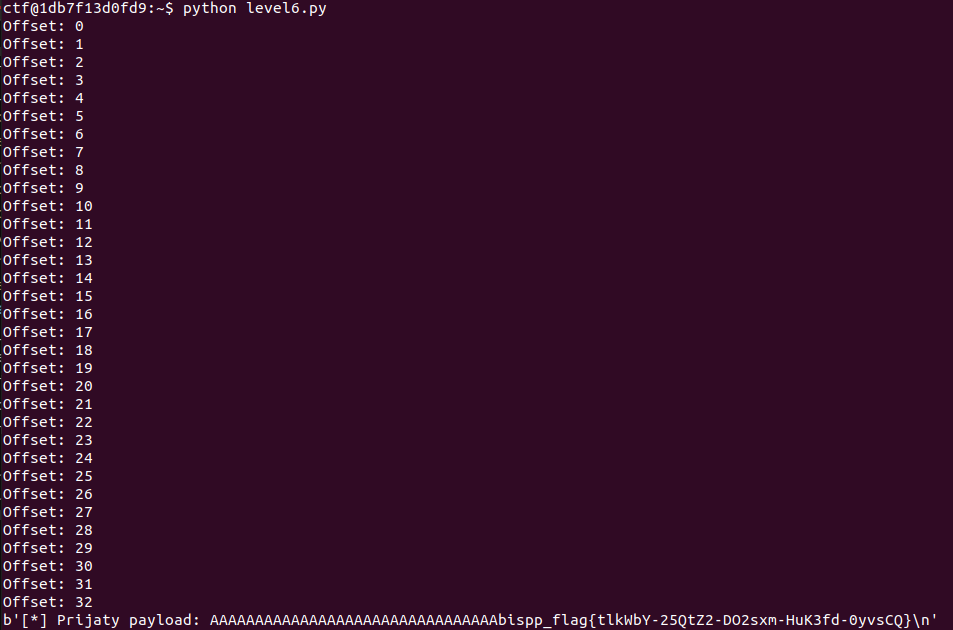 ctf@1db7f13d0fd9:~$ python level6.py
Offset: 0
Offset: 1
Offset: 2
Offset: 3
Offset: 4
Offset: 5
Offset: 6
Offset: 7
Offset: 8
Offset: 9
Offset: 10
Offset: 11
Offset: 12
Offset: 13
Offset: 14
Offset: 15
Offset: 16
Offset: 17
Offset: 18
Offset: 19
Offset: 20
Offset: 21
Offset: 22
Offset: 23
Offset: 24
Offset: 25
Offset: 26
Offset: 27
Offset: 28
Offset: 29
Offset: 30
Offset: 31
Offset: 32
b'[*] Prijaty payload: AAAAAAAAAAAAAAAAAAAAAAAAAAAAAAAAbispp_flag{tlkWbY-25QtZ2-DO2sxm-HuK3fd-0yvsCQ}\n'